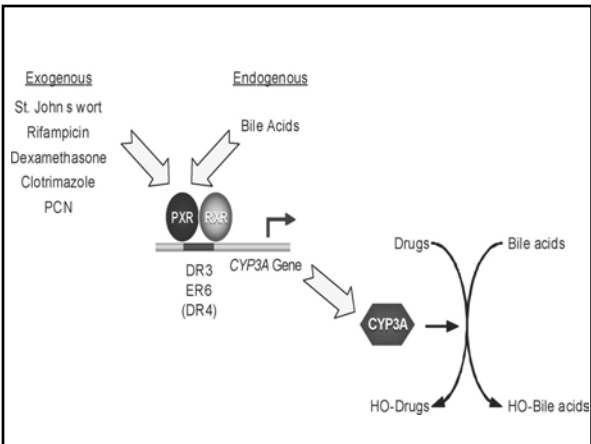 Exogenous
St. John s wort
Rifampicin
Dexamethasone
Clotrimazole
PCN
Endogenous
Bile Acids
PXR
RXR
CYP3A Gene
DR3
ER6
(DR4)
CYP3A
Drugs
Bile acids
HO-Drugs
HO-Bile acids